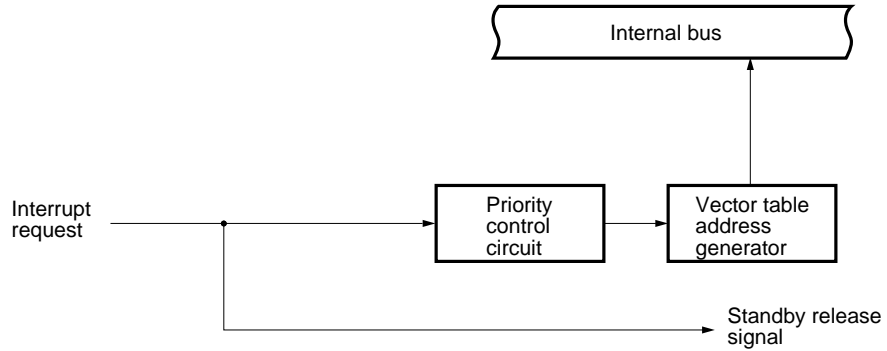 Internal bus
Interrupt
request
Priority
control
circuit
Vector table
address
generator
Standby release
signal